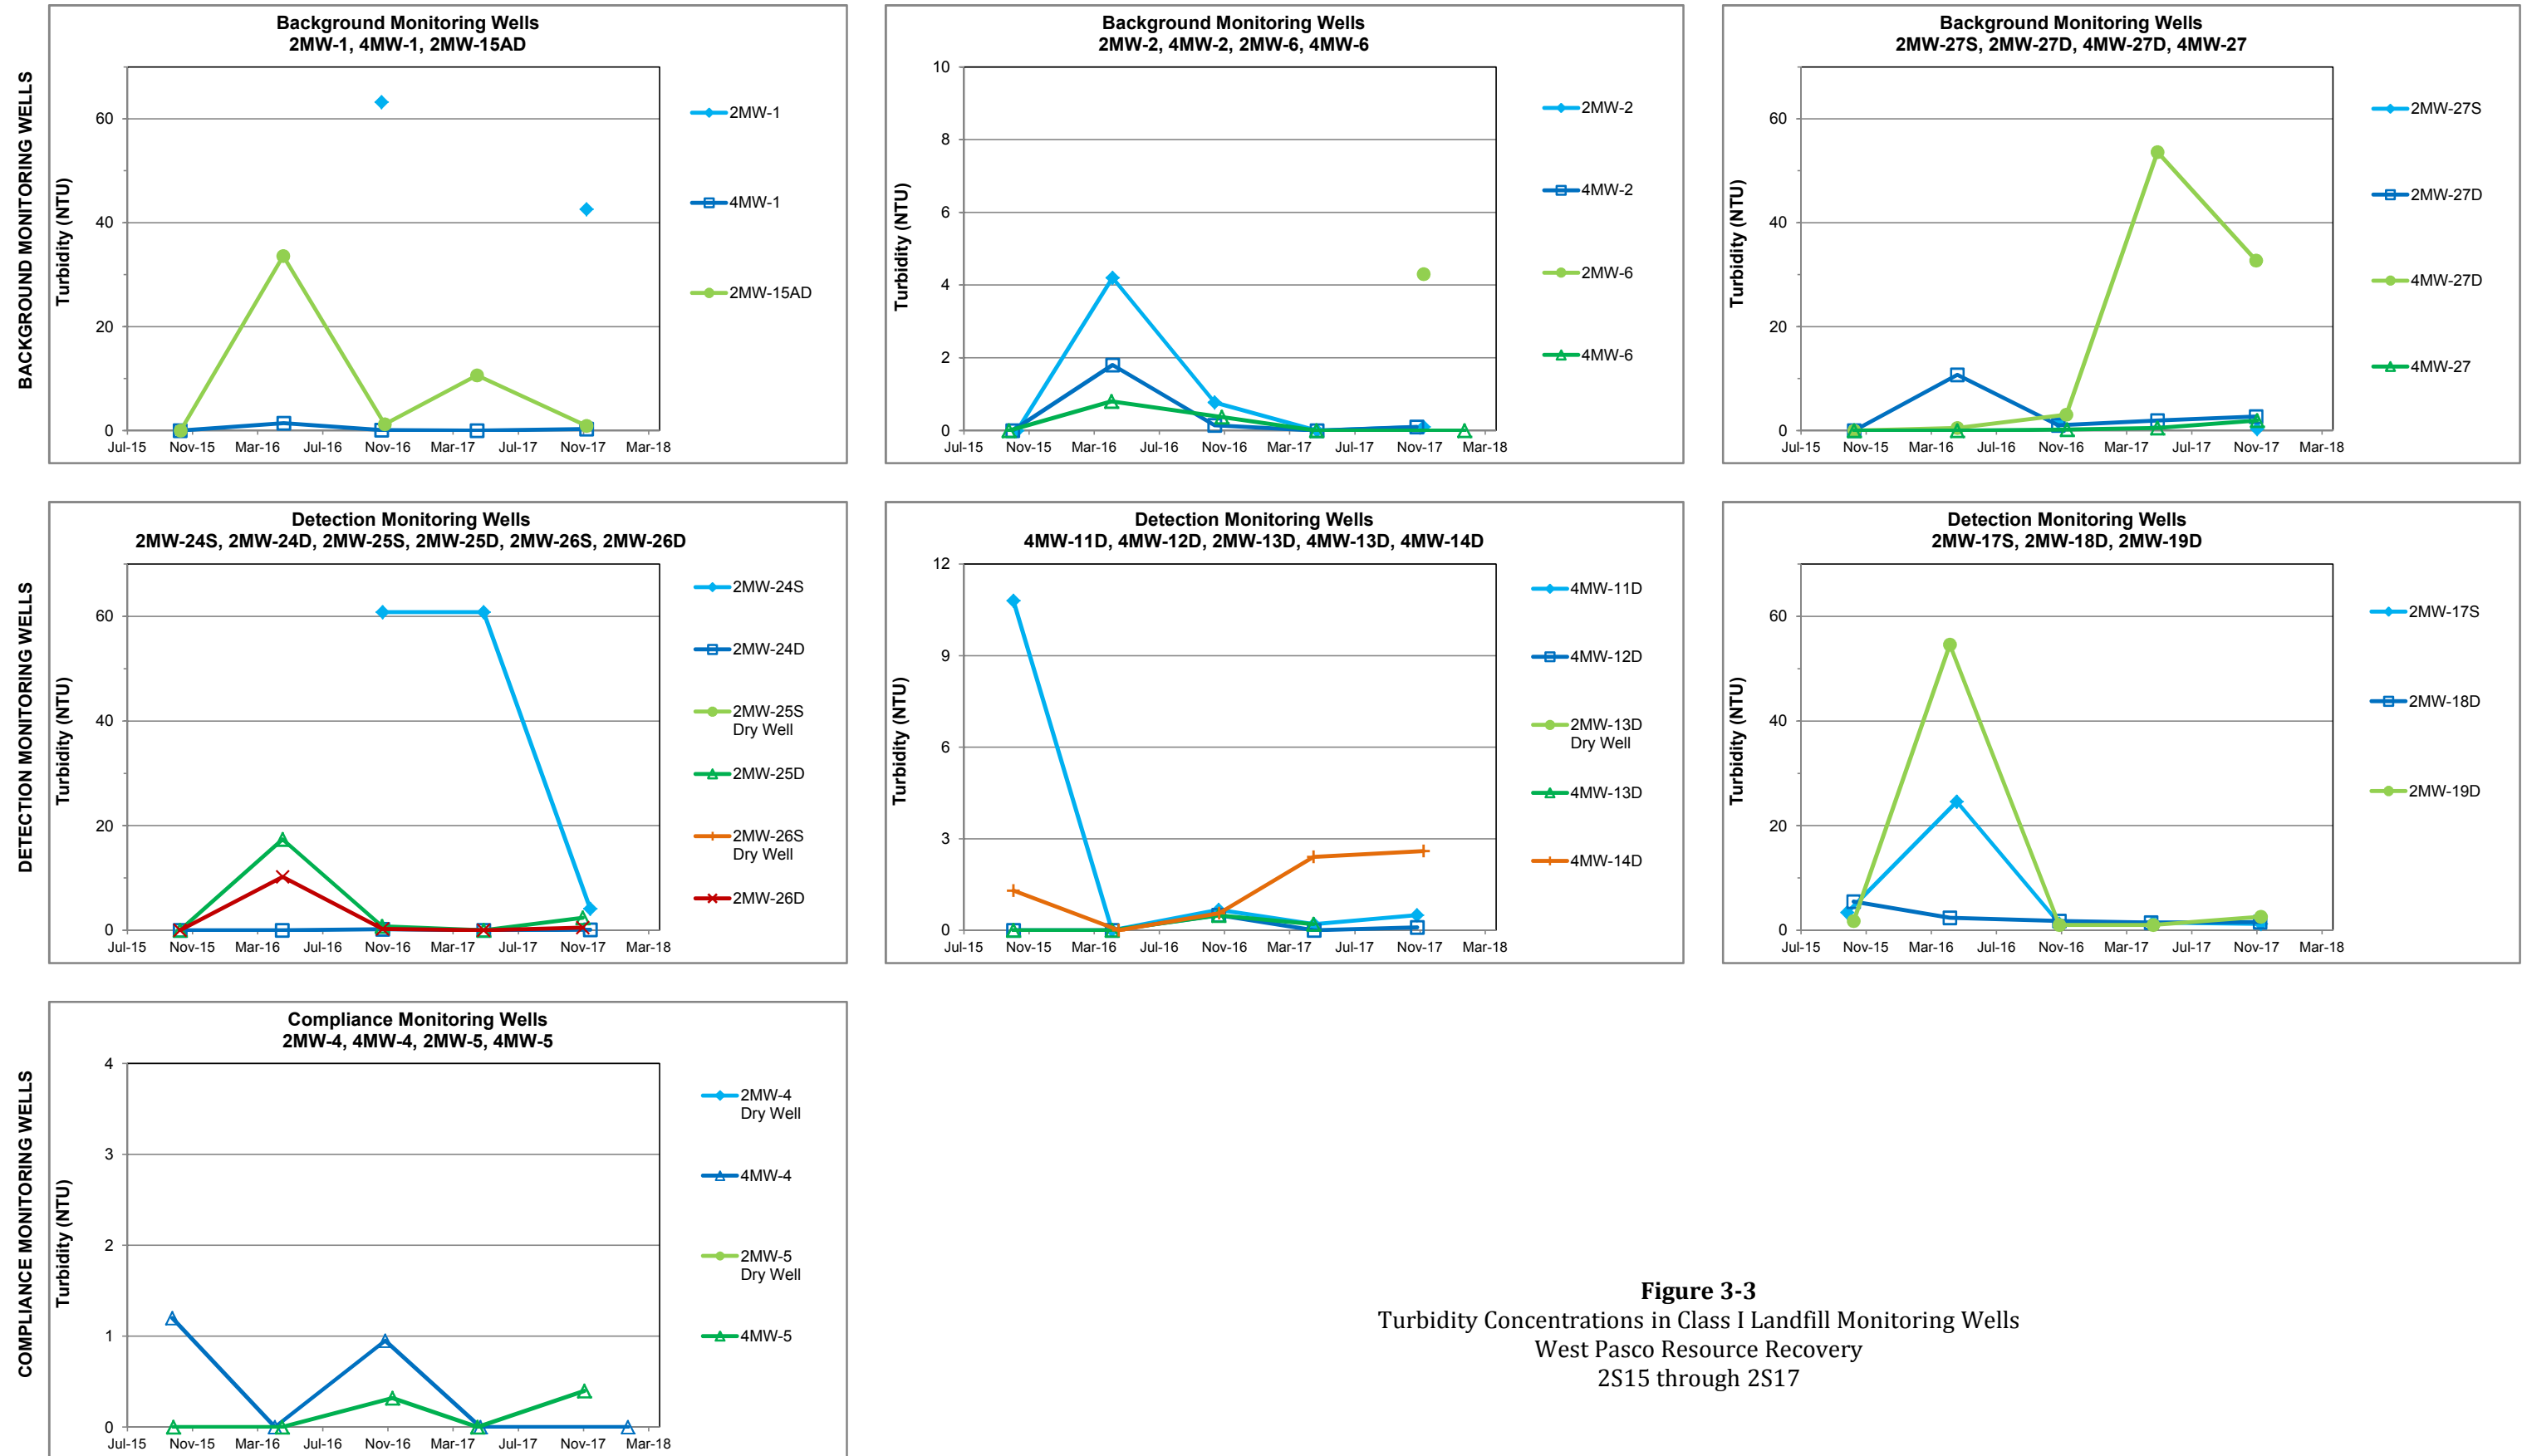 BACKGROUND MONITORING WELLS
Background Monitoring Wells
2MW-1, 4MW-1, 2MW-15AD
Turbidity (NTU)
60
40
20
0
Jul-15 Nov-15 Mar-16 Jul-16 Nov-16 Mar-17 Jul-17 Nov-17 Mar-18
2MW-1
4MW-1
2MW-15AD
Background Monitoring Wells
2MW-2, 4MW-2, 2MW-6, 4MW-6
Turbidity (NTU)
10
8
6
4
2
0
Jul-15 Nov-15 Mar-16 Jul-16 Nov-16 Mar-17 Jul-17 Nov-17 Mar-18
2MW-2
4MW-2
2MW-6
4MW-6
Background Monitoring Wells
2MW-27S, 2MW-27D, 4MW-27D, 4MW-27
Turbidity (NTU)
60
40
20
0
Jul-15 Nov-15 Mar-16 Jul-16 Nov-16 Mar-17 Jul-17 Nov-17 Mar-18
2MW-27S
2MW-27D
4MW-27D
4MW-27
DETECTION MONITORING WELLS
Detection Monitoring Wells
2MW-24S, 2MW-24D, 2MW-25S, 2MW-25D, 2MW-26S, 2MW-26D
Turbidity (NTU)
60
40
20
0
Jul-15 Nov-15 Mar-16 Jul-16 Nov-16 Mar-17 Jul-17 Nov-17 Mar-18
2MW-24S
2MW-24D
2MW-25S
Dry Well
2MW-25D
2MW-26S
Dry Well
2MW-26D
Detection Monitoring Wells
4MW-11D, 4MW-12D, 2MW-13D, 4MW-13D, 4MW-14D
Turbidity (NTU)
12
9
6
3
0
Jul-15 Nov-15 Mar-16 Jul-16 Nov-16 Mar-17 Jul-17 Nov-17 Mar-18
4MW-11D
4MW-12D
2MW-13D
Dry Well
4MW-13D
4MW-14D
Detection Monitoring Wells
2MW-17S, 2MW-18D, 2MW-19D
Turbidity (NTU)
60
40
20
0
Jul-15 Nov-15 Mar-16 Jul-16 Nov-16 Mar-17 Jul-17 Nov-17 Mar-18
2MW-17S
2MW-18D
2MW-19D
COMPLIANCE MONITORING WELLS
Compliance Monitoring Wells
2MW-4, 4MW-4, 2MW-5, 4MW-5
Turbidity (NTU)
4
3
2
1
0
Jul-15 Nov-15 Mar-16 Jul-16 Nov-16 Mar-17 Jul-17 Nov-17 Mar-18
2MW-4
Dry Well
4MW-4
2MW-5
Dry Well
4MW-5
Figure 3-3
Turbidity Concentrations in Class I Landfill Monitoring Wells
West Pasco Resource Recovery
2S15 through 2S17